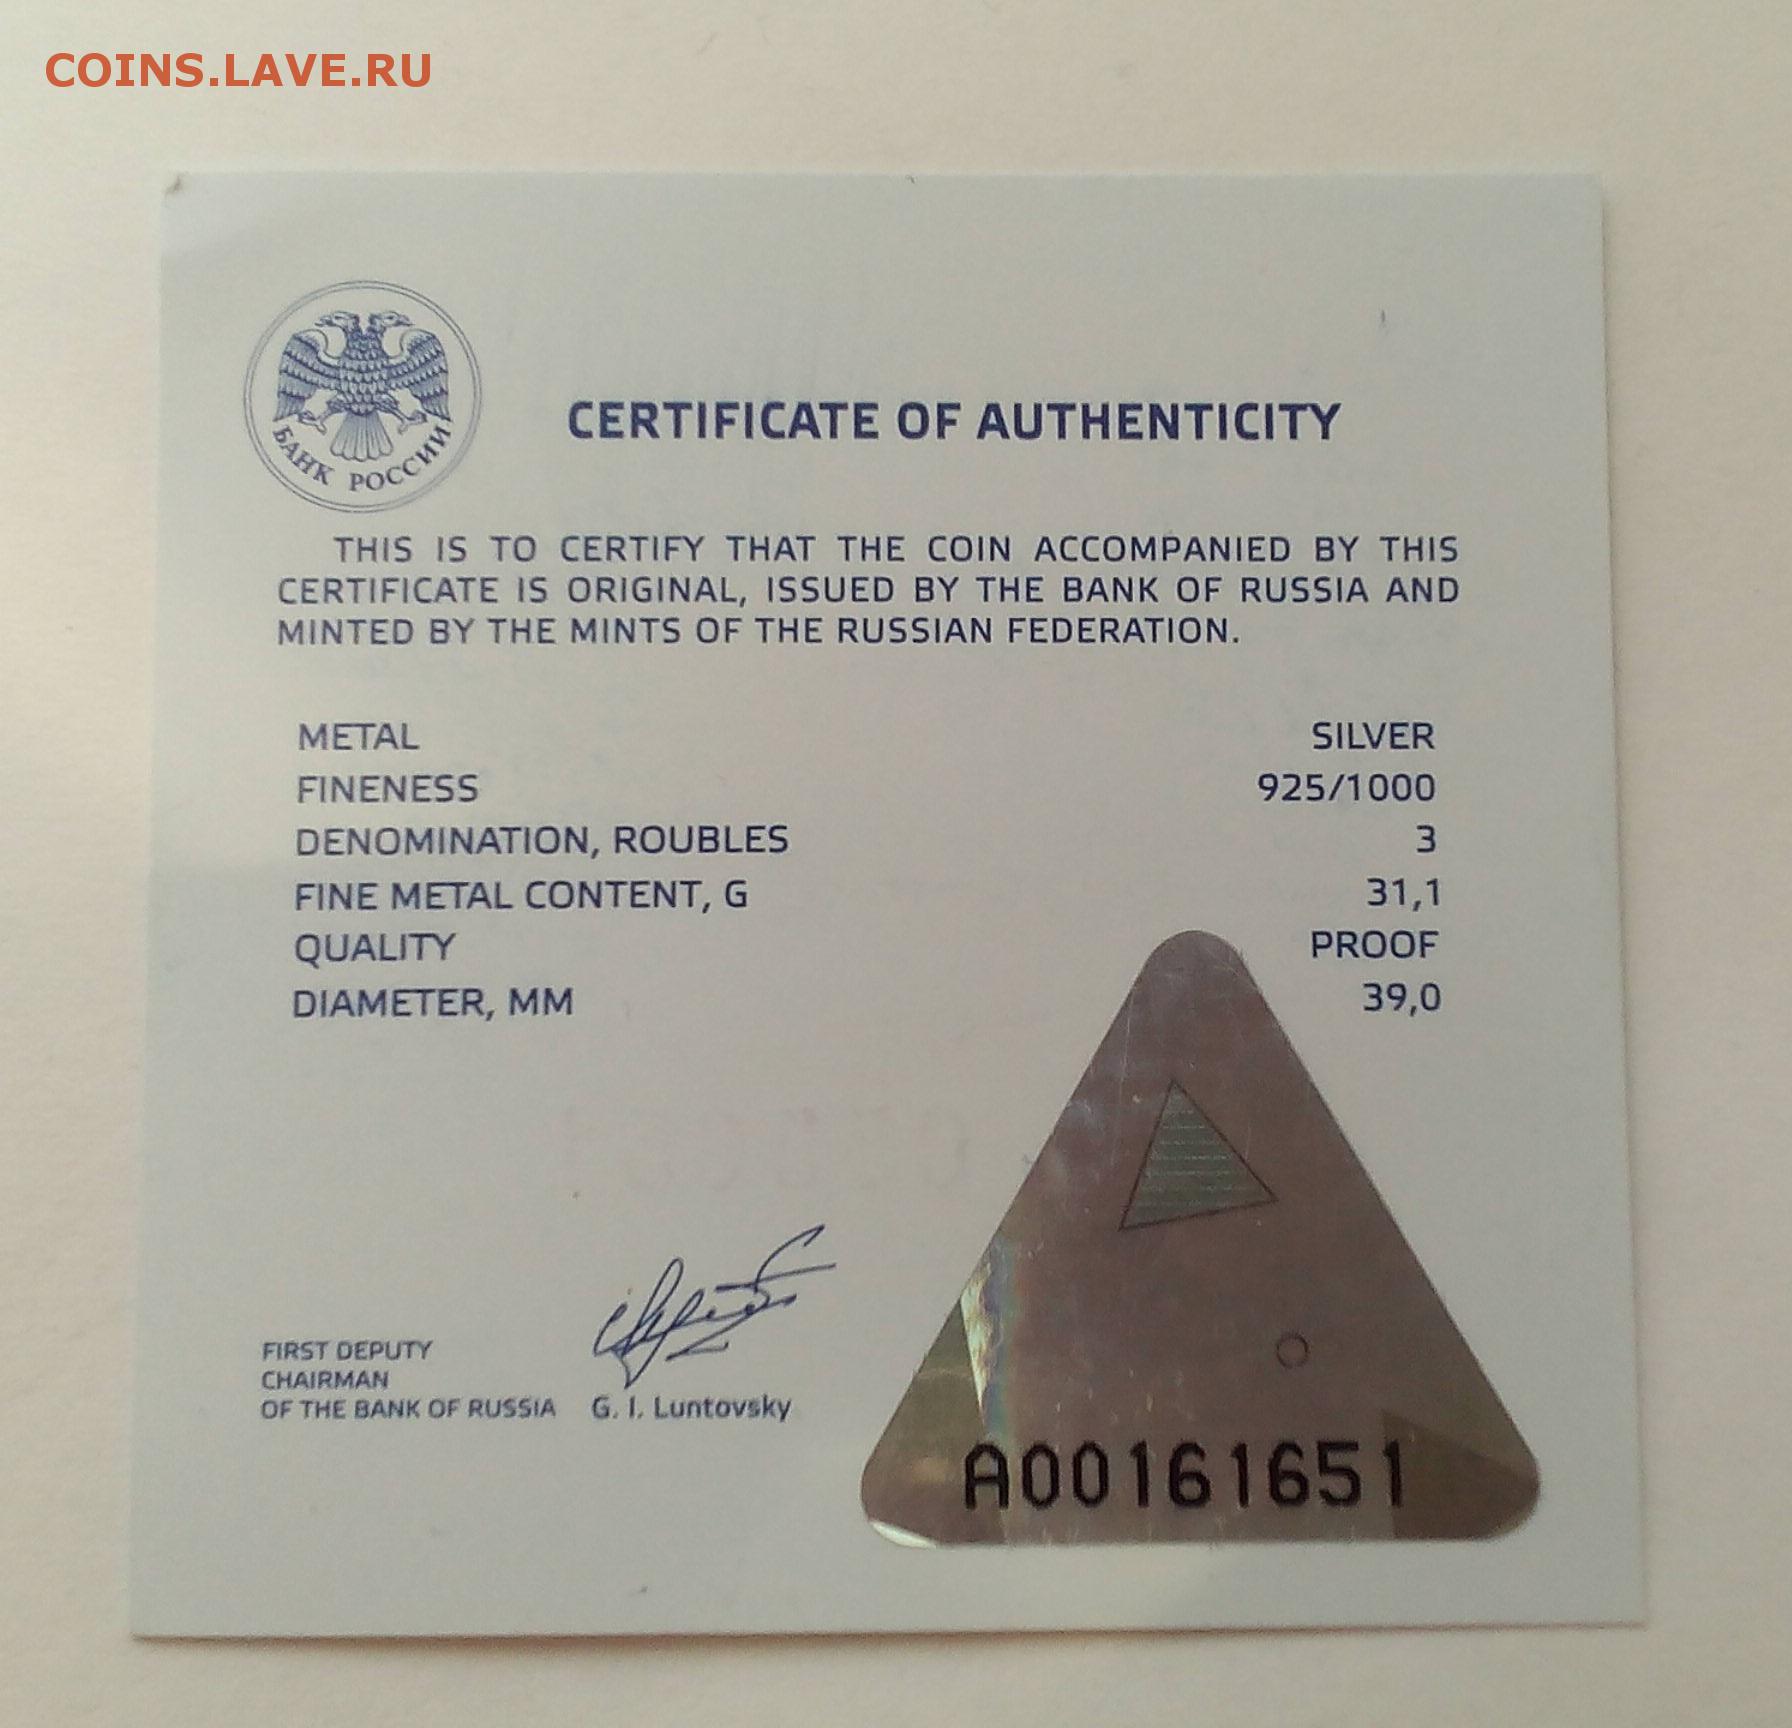 COINS.LAVE.RU
БАНК РОССИИ
CERTIFICATE OF AUTHENTICITY
THIS IS TO CERTIFY THAT THE COIN ACCOMPANIED BY THIS
CERTIFICATE IS ORIGINAL, ISSUED BY THE BANK OF RUSSIA AND
MINTED BY THE MINTS OF THE RUSSIAN FEDERATION.
METAL SILVER
FINENESS 925/1000
DENOMINATION, ROUBLES 3
FINE METAL CONTENT, G 31,1
QUALITY PROOF
DIAMETER, MM 39,0
FIRST DEPUTY
CHAIRMAN
OF THE BANK OF RUSSIA G. I. Luntovsky
A00161651